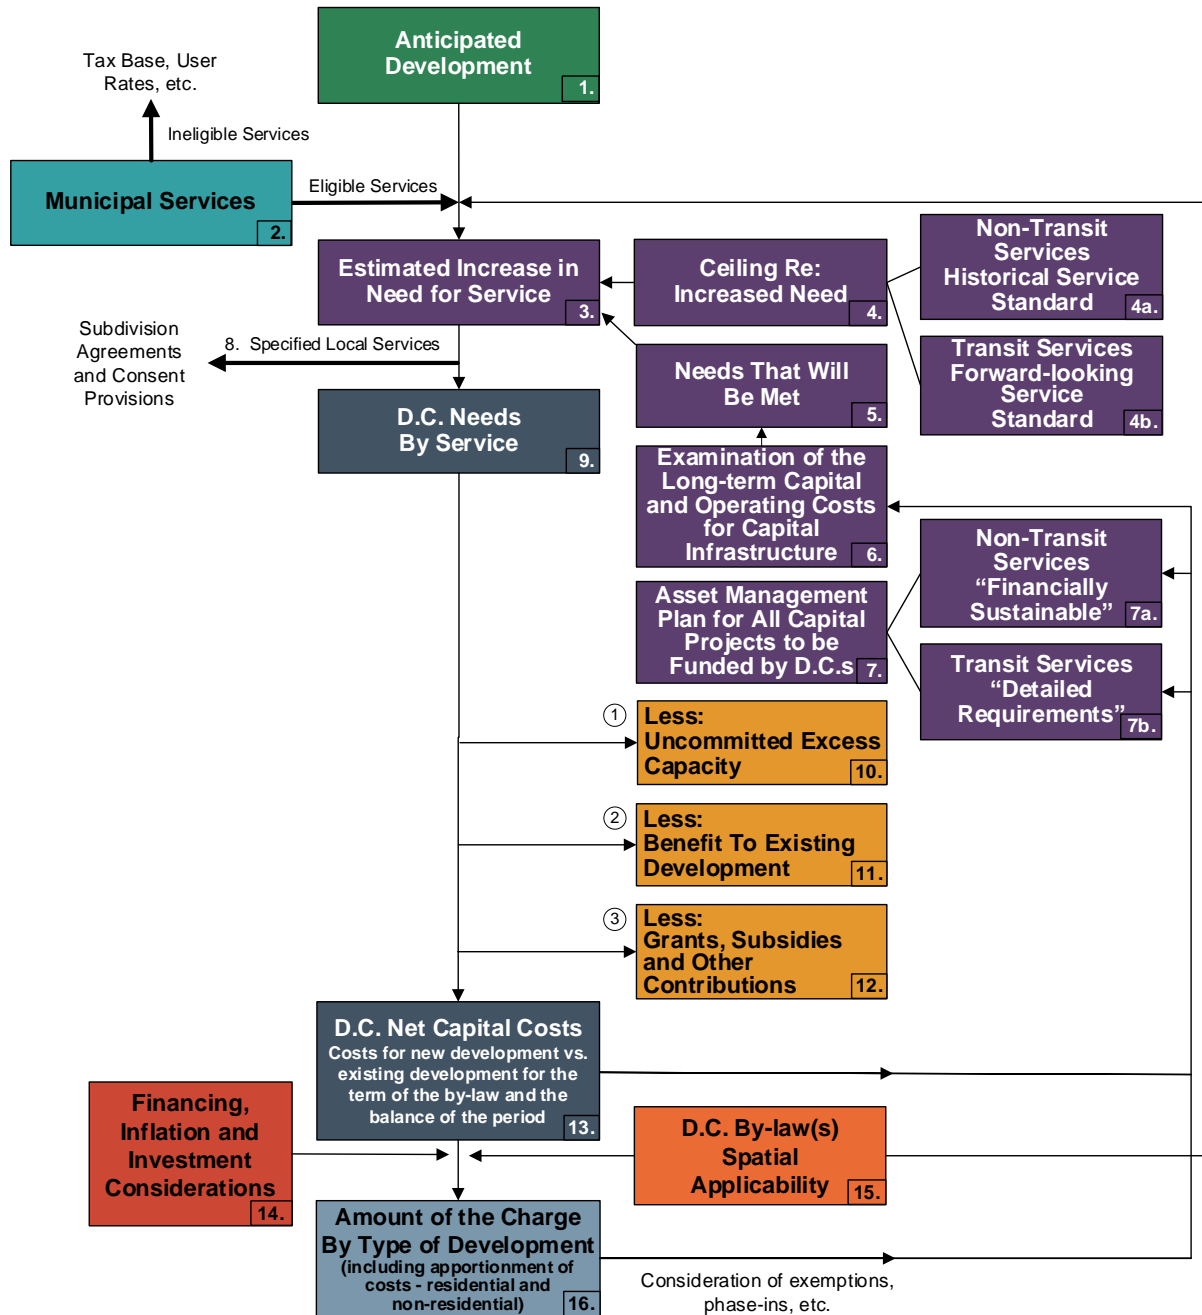 Anticipated
Development
1.
Tax Base, User
Rates, etc.
Ineligible Services
Municipal Services
2.
Eligible Services
Estimated Increase in
Need for Service
3.
Ceiling Re:
Increased Need
4.
Non-Transit
Services
Historical Service
Standard
4a.
Transit Services
Forward-looking
Service
Standard
4b.
Needs That Will
Be Met
5.
8. Specified Local Services
Subdivision
Agreements
and Consent
Provisions
D.C. Needs
By Service
9.
Examination of the
Long-term Capital
and Operating Costs
for Capital
Infrastructure
6.
Non-Transit
Services
“Financially
Sustainable”
7a.
Asset Management
Plan for All Capital
Projects to be
Funded by D.C.s
7.
Transit Services
“Detailed
Requirements”
7b.
1
Less:
Uncommitted Excess
Capacity
10.
2
Less:
Benefit To Existing
Development
11.
3
Less:
Grants, Subsidies
and Other
Contributions
12.
D.C. Net Capital Costs
Costs for new development vs.
existing development for the
term of the by-law and the
balance of the period
13.
Financing,
Inflation and
Investment
Considerations
14.
D.C. By-law(s)
Spatial
Applicability
15.
Amount of the Charge
By Type of Development
(including apportionment of
costs - residential and
non-residential)
16.
Consideration of exemptions,
phase-ins, etc.